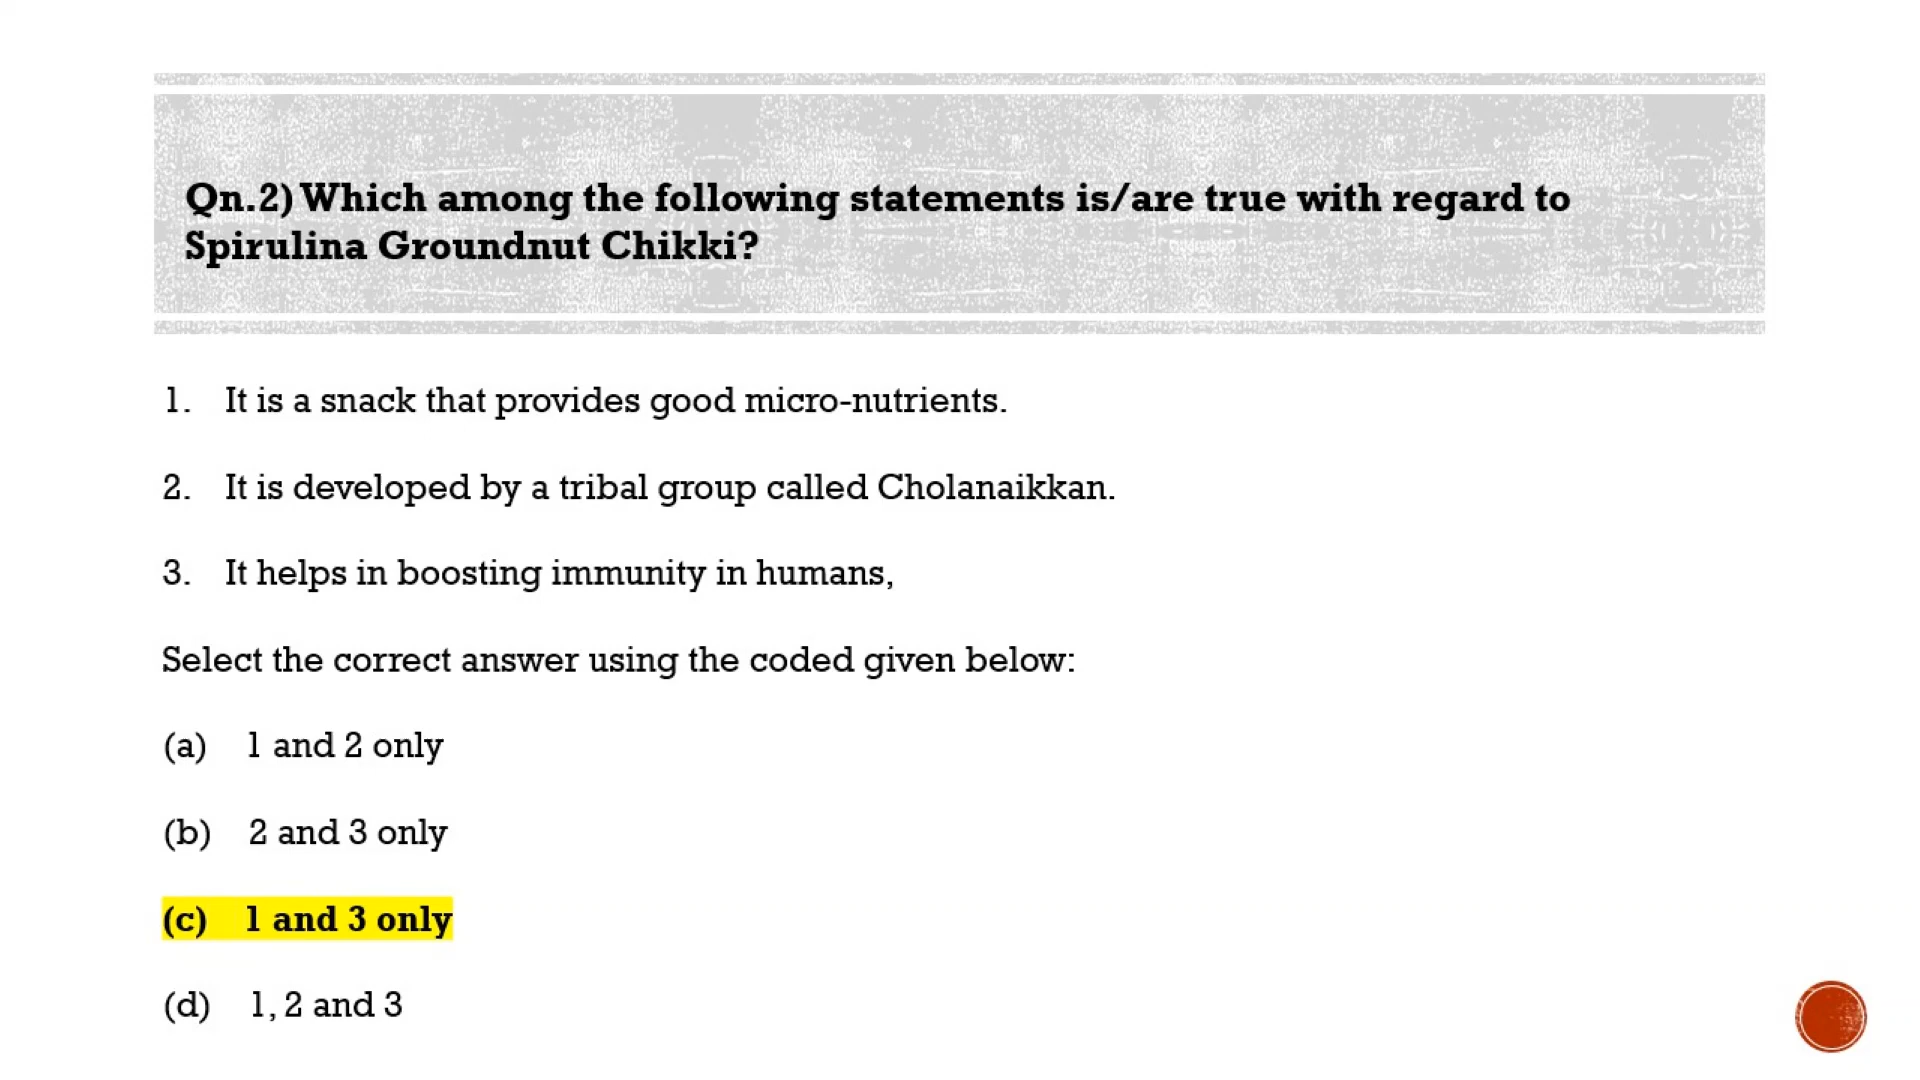 Qn.2) Which among the following statements is/are true with regard to
Spirulina Groundnut Chikki?
1. It is a snack that provides good micro-nutrients.
2. It is developed by a tribal group called Cholanaikkan.
3. It helps in boosting immunity in humans,
Select the correct answer using the coded given below:
(a) 1 and 2 only
(b) 2 and 3 only
(c) 1 and 3 only
(d) 1, 2 and 3